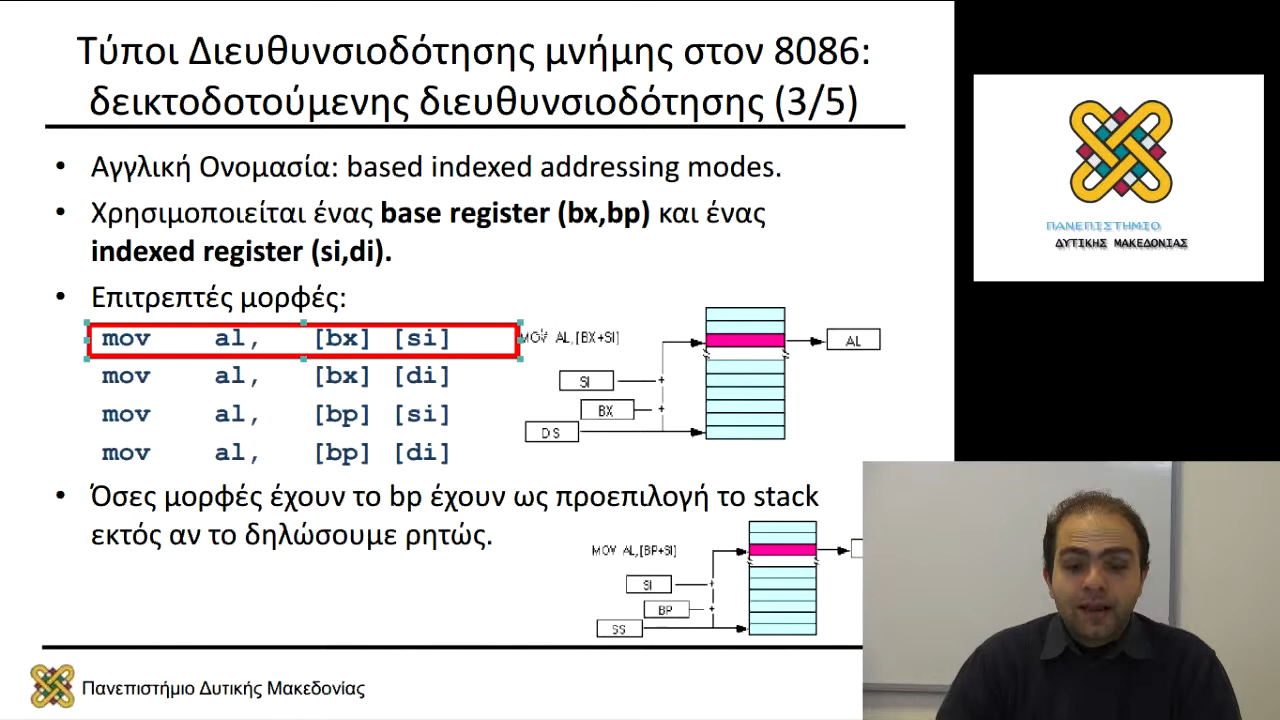 Τύποι Διευθυνσιοδότησης μνήμης στον 8086:
δεικτοδοτούμενης διευθυνσιοδότησης (3/5)
• Αγγλική Ονομασία: based indexed addressing modes.
• Χρησιμοποιείται ένας base register (bx,bp) και ένας
indexed register (si,di).
• Επιτρεπτές μορφές:
mov al, [bx] [si]
mov al, [bx] [di]
mov al, [bp] [si]
mov al, [bp] [di]
MOV AL,[BX+SI]
AL
SI
+
BX
+
DS
• Όσες μορφές έχουν το bp έχουν ως προεπιλογή το stack
εκτός αν το δηλώσουμε ρητώς.
MOV AL,[BP+SI]
SI
+
BP
+
SS
Πανεπιστήμιο Δυτικής Μακεδονίας
ΠΑΝΕΠΙΣΤΗΜΙΟ
ΔΥΤΙΚΗΣ ΜΑΚΕΔΟΝΙΑΣ